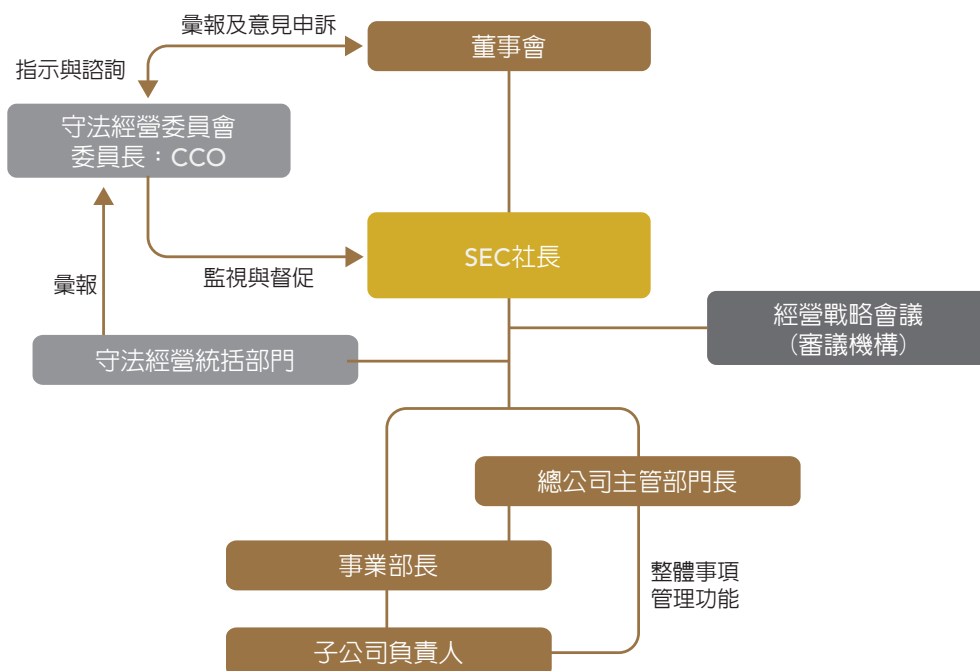 彙報及意見申訴
董事會
指示與諮詢
守法經營委員會
委員長：CCO
SEC社長
監視與督促
彙報
經營戰略會議
（審議機構）
守法經營統括部門
總公司主管部門長
事業部長
整體事項
管理功能
子公司負責人